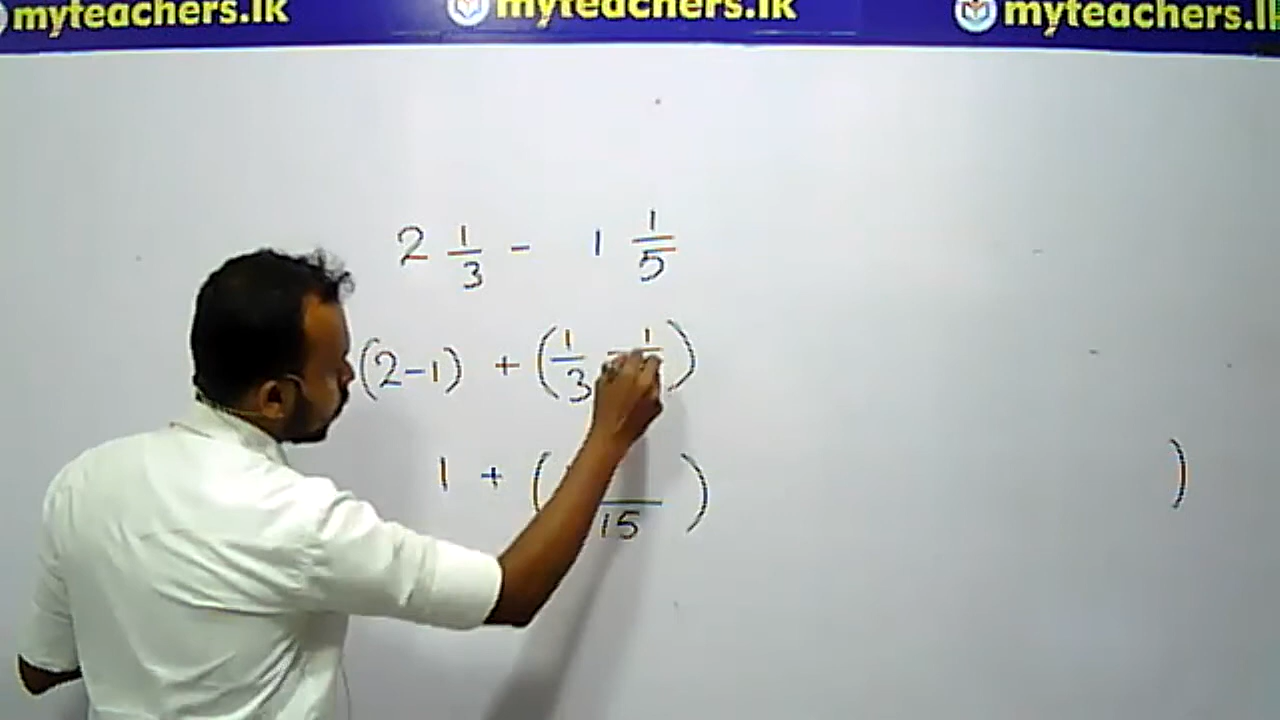 myteachers.lk myteachers.lk myteachers.lk
2 1/3 - 1 1/5
(2-1) + (1/3 - 1/ )
1 + ( /15 )
)